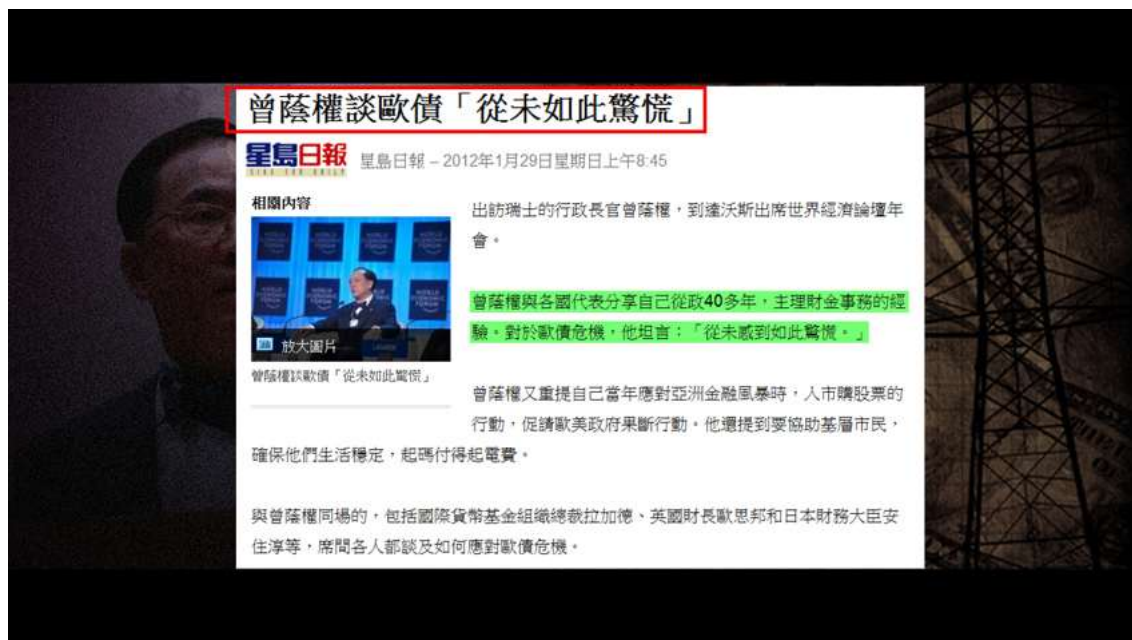 曾蔭權談歐債「從未如此驚慌」
星島日報
SING TAO DAILY
星島日報 – 2012年1月29日星期日上午8:45
相關內容
放大圖片
曾蔭權談歐債「從未如此驚慌」
出訪瑞士的行政長官曾蔭權，到達沃斯出席世界經濟論壇年
會。
曾蔭權與各國代表分享自己從政40多年，主理財金事務的經
驗。對於歐債危機，他坦言：「從未感到如此驚慌。」
曾蔭權又重提自己當年應對亞洲金融風暴時，入市購股票的
行動，促請歐美政府果斷行動。他還提到要協助基層市民，
確保他們生活穩定，起碼付得起電費。
與曾蔭權同場的，包括國際貨幣基金組織總裁拉加德、英國財長歐思邦和日本財務大臣安
住淳等，席間各人都談及如何應對歐債危機。